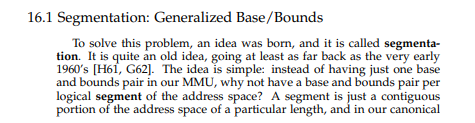 16.1 Segmentation: Generalized Base/Bounds
To solve this problem, an idea was born, and it is called segmenta-
tion. It is quite an old idea, going at least as far back as the very early
1960's [H61, G62]. The idea is simple: instead of having just one base
and bounds pair in our MMU, why not have a base and bounds pair per
logical segment of the address space? A segment is just a contiguous
portion of the address space of a particular length, and in our canonical